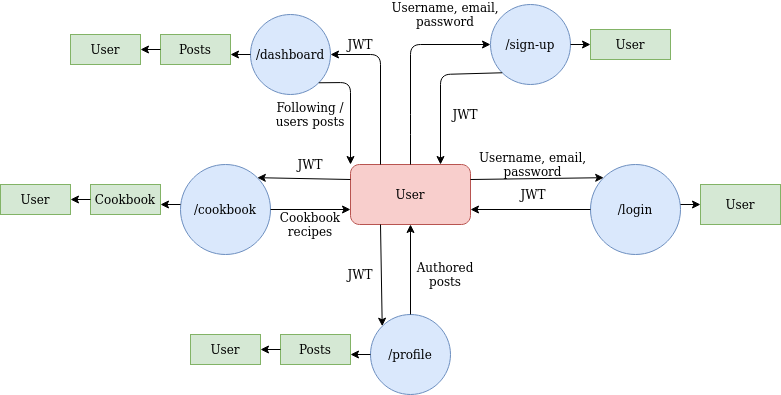 Username, email,
password
User
Posts
/dashboard
JWT
/sign-up
User
Following /
users posts
JWT
JWT
Username, email,
password
User
Cookbook
/cookbook
User
JWT
/login
User
Cookbook
recipes
JWT
Authored
posts
User
Posts
/profile